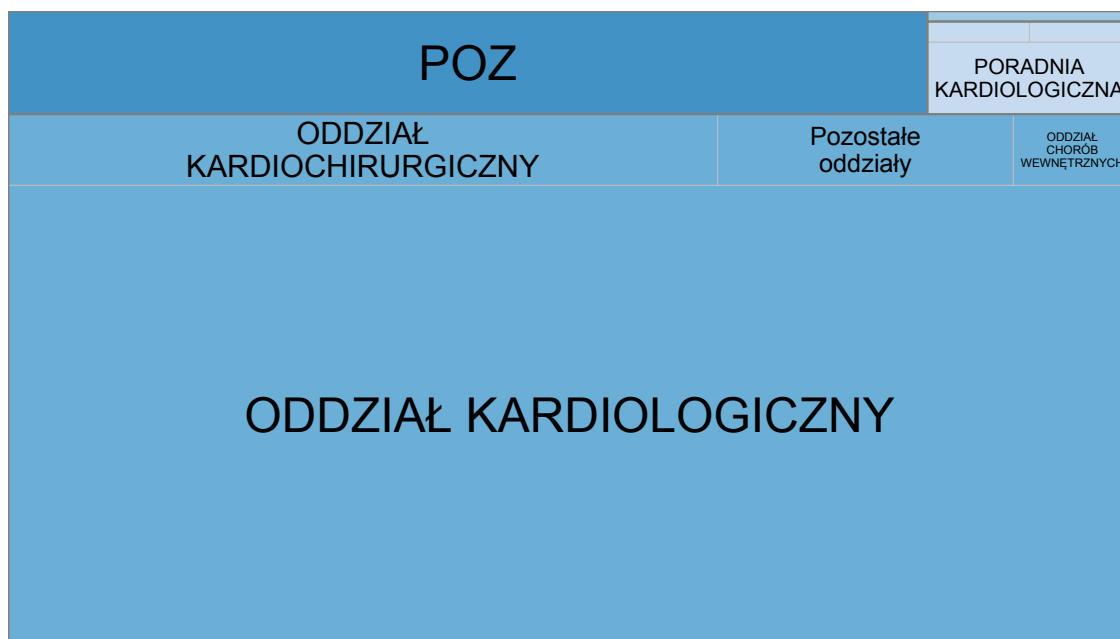 POZ
PORADNIA
KARDIOLOGICZNA
ODDZIAŁ
KARDIOCHIRURGICZNY
Pozostałe
oddziały
ODDZIAŁ
CHORÓB
WEWNĘTRZNYCH
ODDZIAŁ KARDIOLOGICZNY